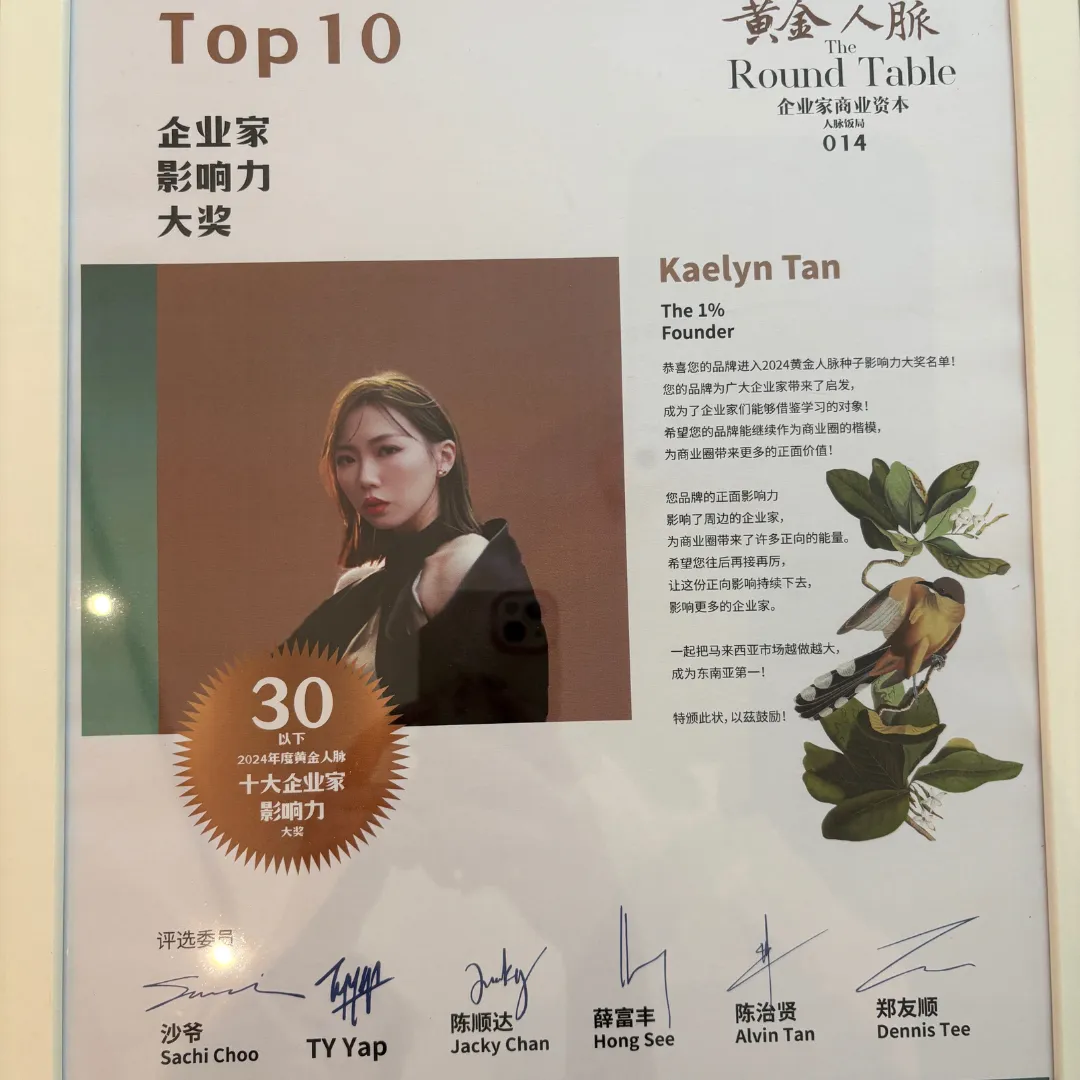 Top10
企业家
影响力
大奖
黄金人脉
The
Round Table
企业家商业资本
人脉饭局
014
Kaelyn Tan
The 1%
Founder
恭喜您的品牌进入2024黄金人脉种子影响力大奖名单！
您的品牌为广大企业家带来了启发，
成为了企业家们能够借鉴学习的对象！
希望您的品牌能继续作为商业圈的楷模，
为商业圈带来更多的正面价值！
您品牌的正面影响力
影响了周边的企业家，
为商业圈带来了许多正向的能量。
希望您往后再接再厉，
让这份正向影响持续下去，
影响更多的企业家。
一起把马来西亚市场越做越大，
成为东南亚第一！
特颁此状，以兹鼓励！
30
以下
2024年度黄金人脉
十大企业家
影响力
大奖
评选委员
Jacky
沙爷
Sachi Choo
TY Yap
陈顺达
Jacky Chan
薛富丰
Hong See
陈治贤
Alvin Tan
郑友顺
Dennis Tee